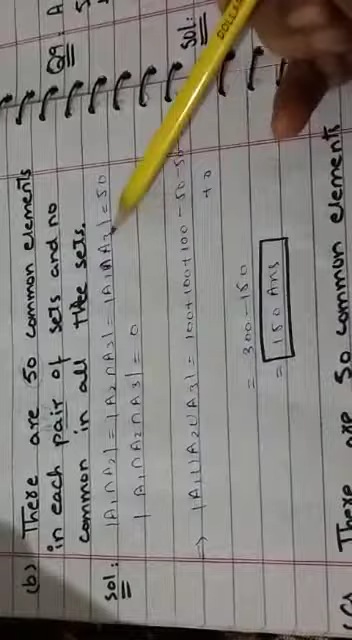 Q9: A
Sol:
(b) There are 50 common elements
in each pair of sets and no
common in all three sets.
Sol: |A1∩A2| = |A2∩A3| = |A1∩A3| = 50
|A1∩A2∩A3| = 0
→ |A1∪A2∪A3| = 100+100+100-50-50
+0
= 300-150
= 150 Ans
There are 50 common elements